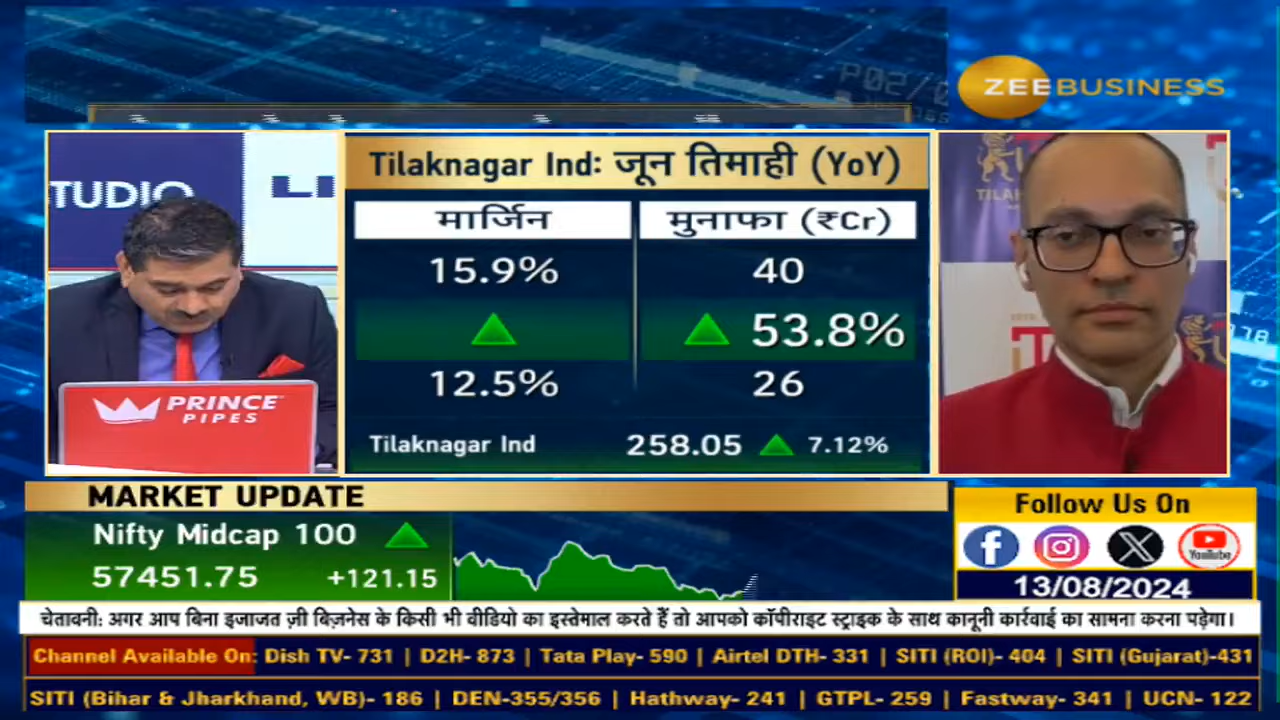 P02/0
ZEEBUSINESS
Tilaknagar Ind: जून तिमाही (YoY)
मार्जिन मुनाफा (₹Cr)
15.9% 40
53.8%
12.5% 26
Tilaknagar Ind 258.05 7.12%
STUDIO
PRINCE
PIPES
TILAK
MARKET UPDATE
Nifty Midcap 100
57451.75 +121.15
Follow Us On
YouTube
13/08/2024
चेतावनी: अगर आप बिना इजाजत ज़ी बिज़नेस के किसी भी वीडियो का इस्तेमाल करते हैं तो आपको कॉपीराइट स्ट्राइक के साथ कानूनी कार्रवाई का सामना करना पड़ेगा।
Channel Available On: Dish TV- 731 | D2H- 873 | Tata Play- 590 | Airtel DTH- 331 | SITI (ROI)- 404 | SITI (Gujarat)-431
SITI (Bihar & Jharkhand, WB)- 186 | DEN-355/356 | Hathway- 241 | GTPL- 259 | Fastway- 341 | UCN- 122